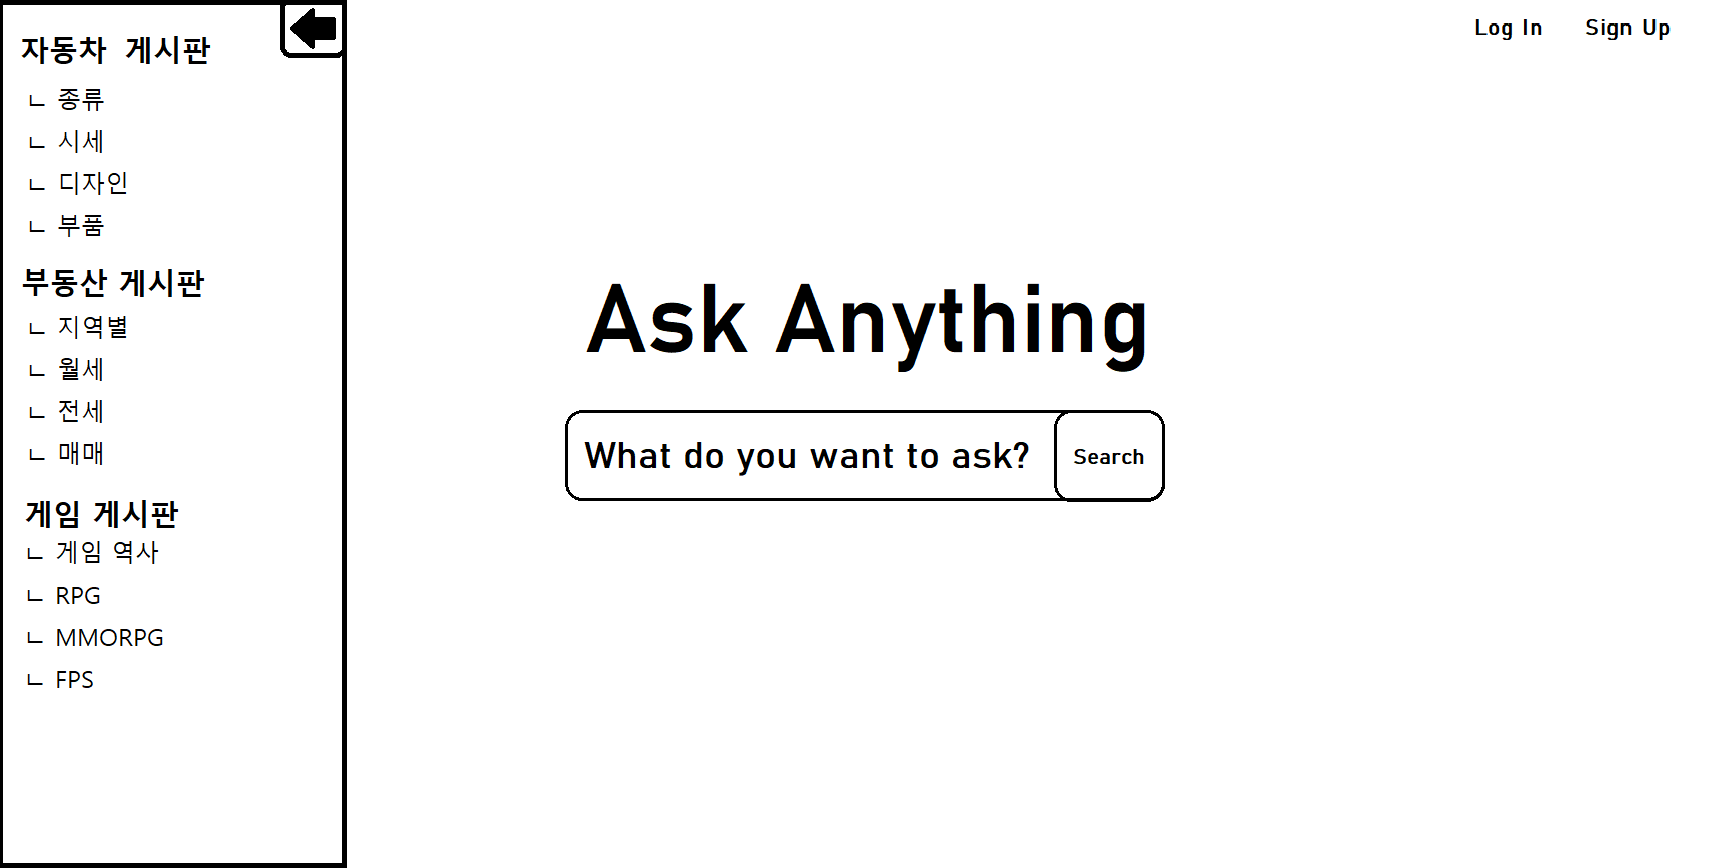 자동차 게시판
ㄴ 종류
ㄴ 시세
ㄴ 디자인
ㄴ 부품
부동산 게시판
ㄴ 지역별
ㄴ 월세
ㄴ 전세
ㄴ 매매
게임 게시판
ㄴ 게임 역사
ㄴ RPG
ㄴ MMORPG
ㄴ FPS
Log In Sign Up
Ask Anything
What do you want to ask? Search